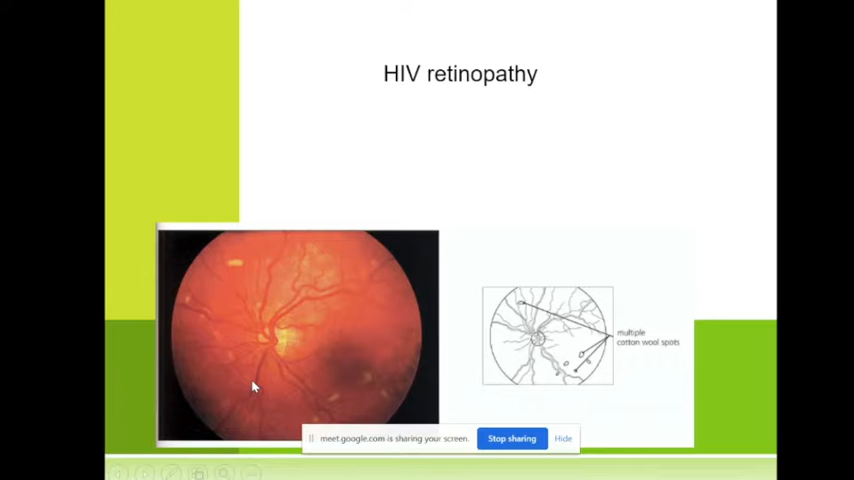 HIV retinopathy
multiple
cotton wool spots
meet.google.com is sharing your screen.
Stop sharing
Hide